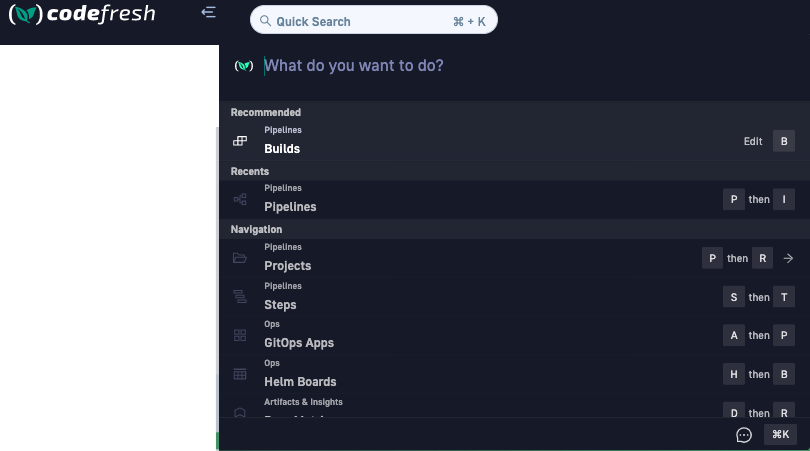 codefresh
Quick Search ⌘ + K
What do you want to do?
Recommended
Pipelines
Builds Edit B
Recents
Pipelines
Pipelines P then I
Navigation
Pipelines
Projects P then R →
Pipelines
Steps S then T
Ops
GitOps Apps A then P
Ops
Helm Boards H then B
Artifacts & Insights
D then R
⌘K